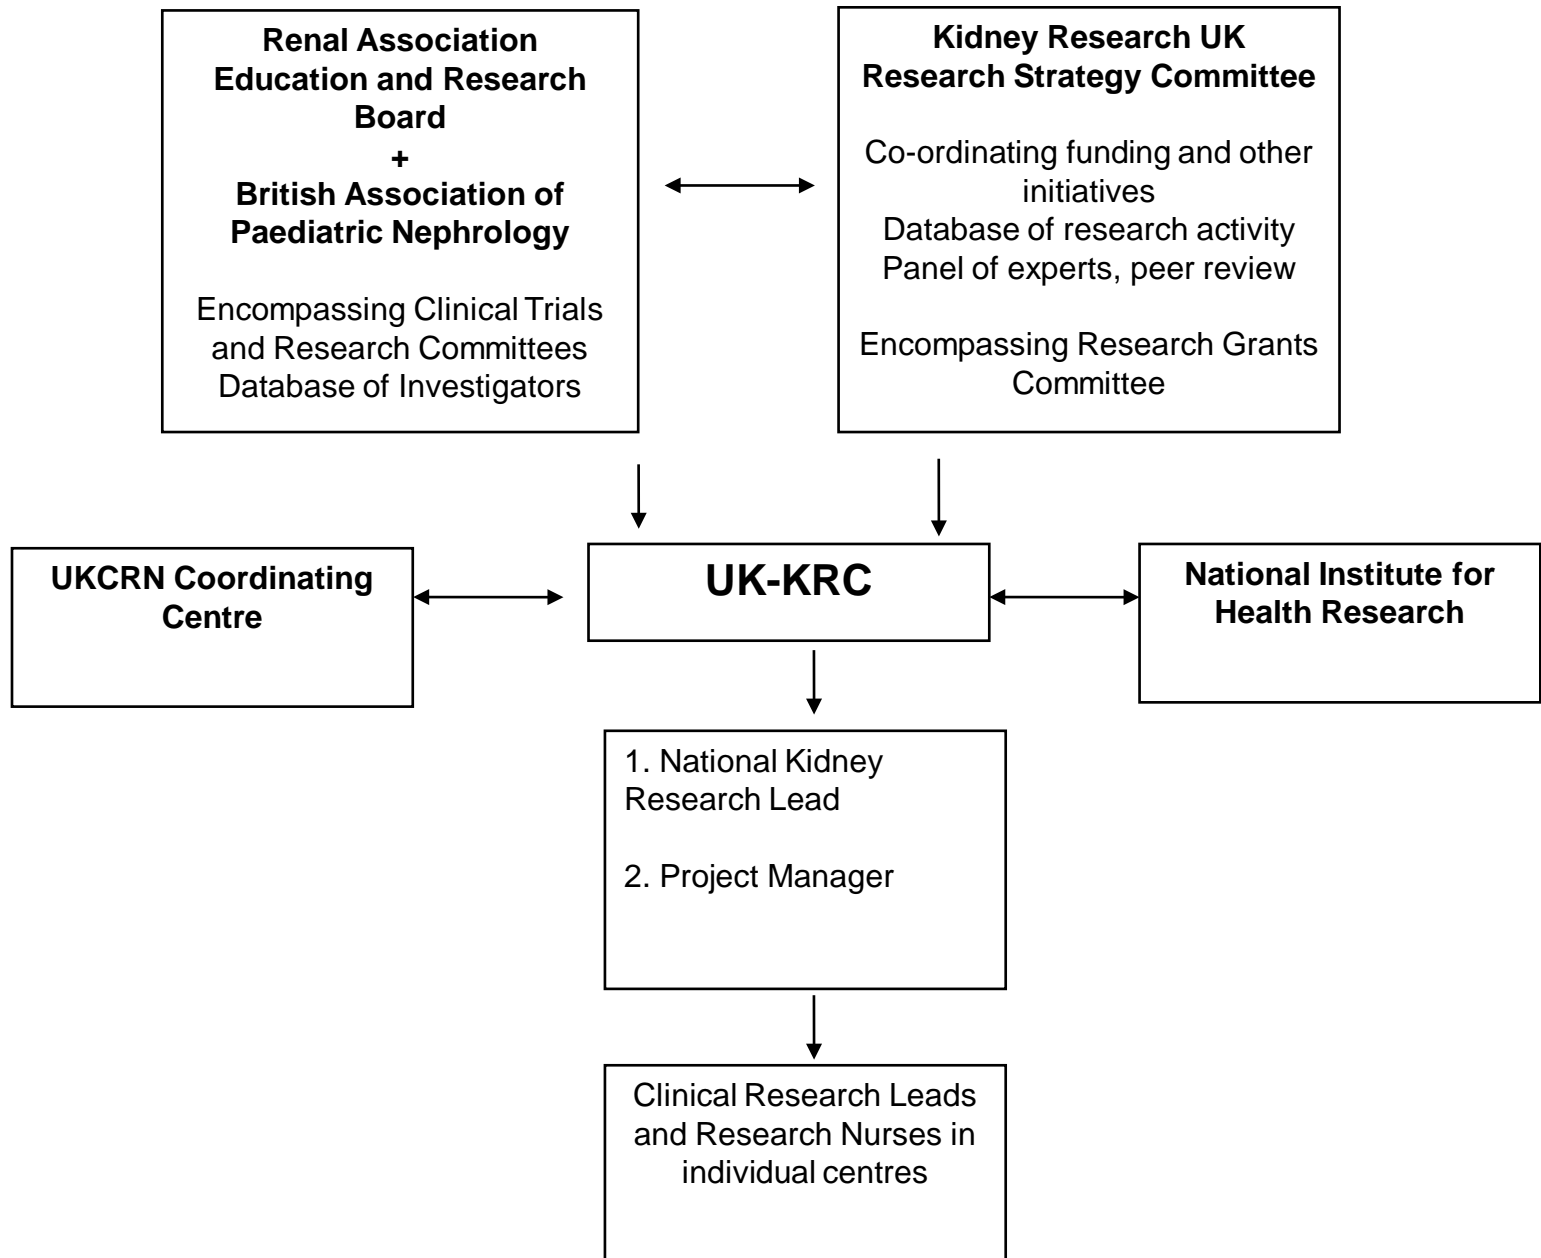 Renal Association
Education and Research
Board
+
British Association of
Paediatric Nephrology
Encompassing Clinical Trials
and Research Committees
Database of Investigators
Kidney Research UK
Research Strategy Committee
Co-ordinating funding and other
initiatives
Database of research activity
Panel of experts, peer review
Encompassing Research Grants
Committee
UKCRN Coordinating
Centre
UK-KRC
National Institute for
Health Research
1. National Kidney
Research Lead
2. Project Manager
Clinical Research Leads
and Research Nurses in
individual centres